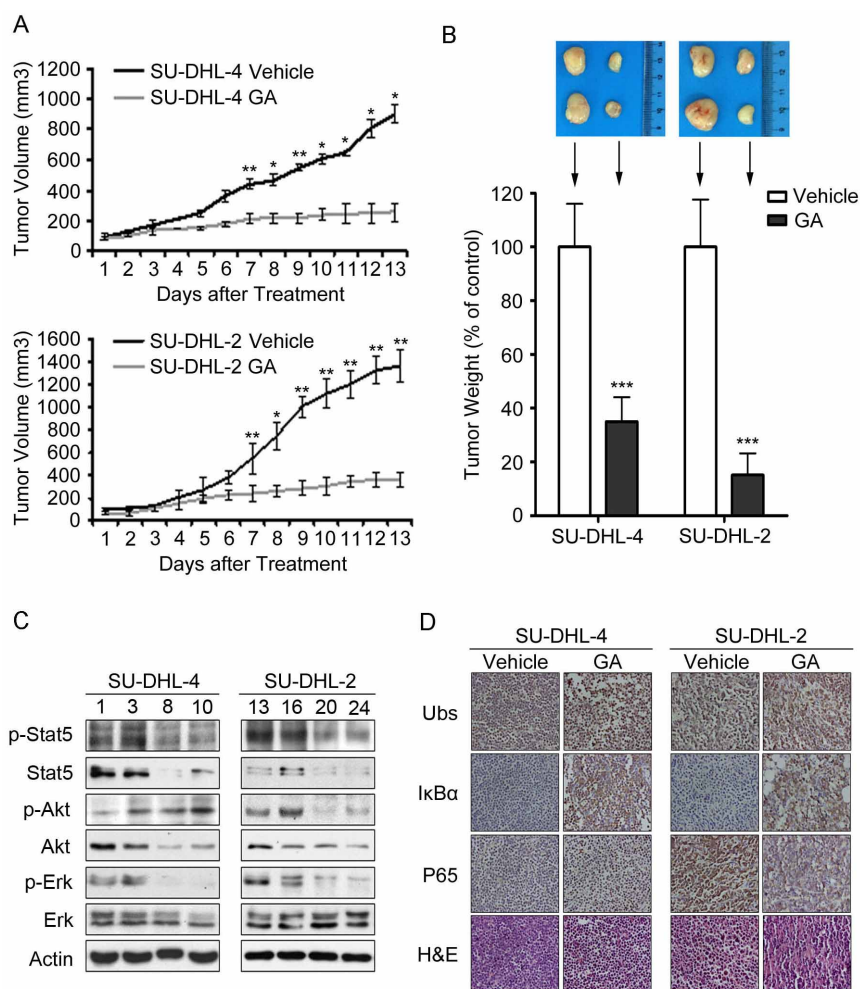 A
1200
1000
800
600
400
200
0
Tumor Volume (mm3)
SU-DHL-4 Vehicle
SU-DHL-4 GA
** * ** * * * *
1 2 3 4 5 6 7 8 9 10 11 12 13
Days after Treatment
1600
1400
1200
1000
800
600
400
200
0
Tumor Volume (mm3)
SU-DHL-2 Vehicle
SU-DHL-2 GA
** * ** ** ** ** **
1 2 3 4 5 6 7 8 9 10 11 12 13
Days after Treatment
B
Vehicle
GA
120
100
80
60
40
20
0
Tumor Weight (% of control)
***
***
SU-DHL-4 SU-DHL-2
C
SU-DHL-4 SU-DHL-2
1 3 8 10 13 16 20 24
p-Stat5
Stat5
p-Akt
Akt
p-Erk
Erk
Actin
D
SU-DHL-4 SU-DHL-2
Vehicle GA Vehicle GA
Ubs
IκBα
P65
H&E